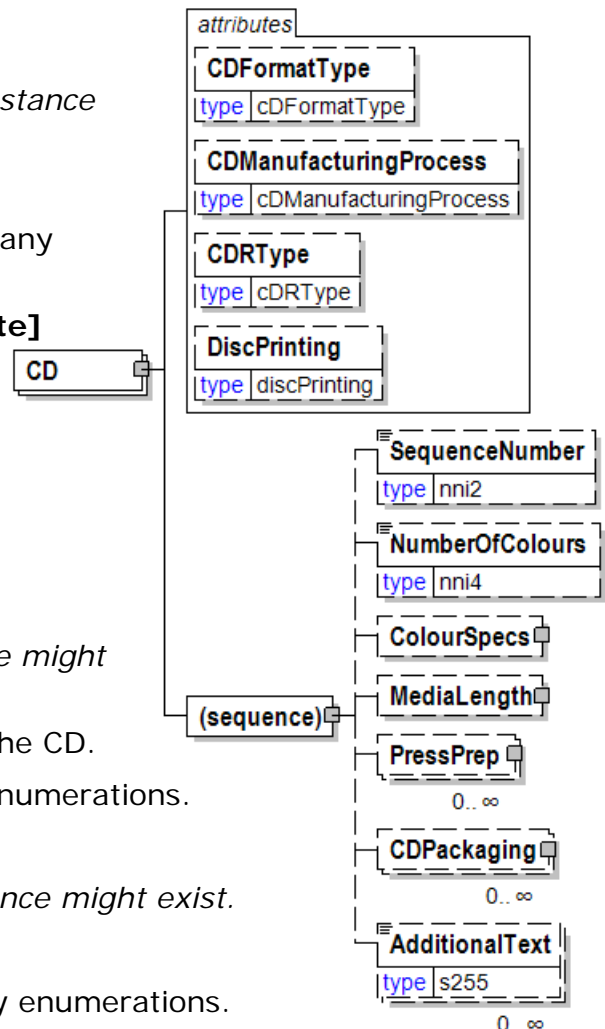 stance
any
te]
e might
he CD.
numerations.
nce might exist.
y enumerations.
CD
attributes
CDFormatType
type cDFormatType
CDManufacturingProcess
type cDManufacturingProcess
CDRType
type cDRType
DiscPrinting
type discPrinting
(sequence)
SequenceNumber
type nni2
NumberOfColours
type nni4
ColourSpecs
MediaLength
PressPrep
0..∞
CDPackaging
0..∞
AdditionalText
type s255
0..∞